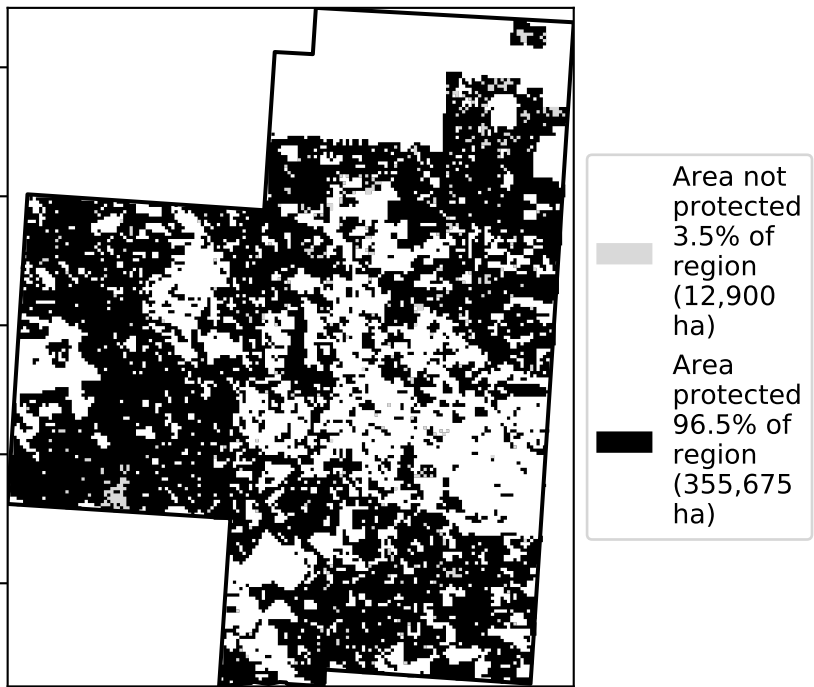 Area not
protected
3.5% of
region
(12,900
ha)
Area
protected
96.5% of
region
(355,675
ha)